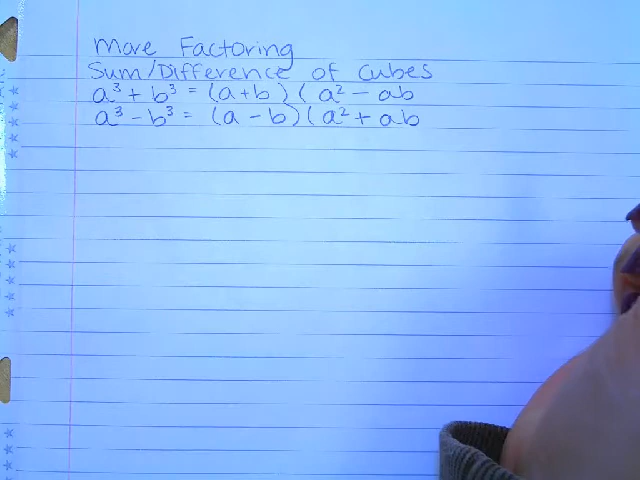 More Factoring
Sum/Difference of Cubes
a³ + b³ = (a+b)(a² - ab
a³ - b³ = (a - b)(a² + ab